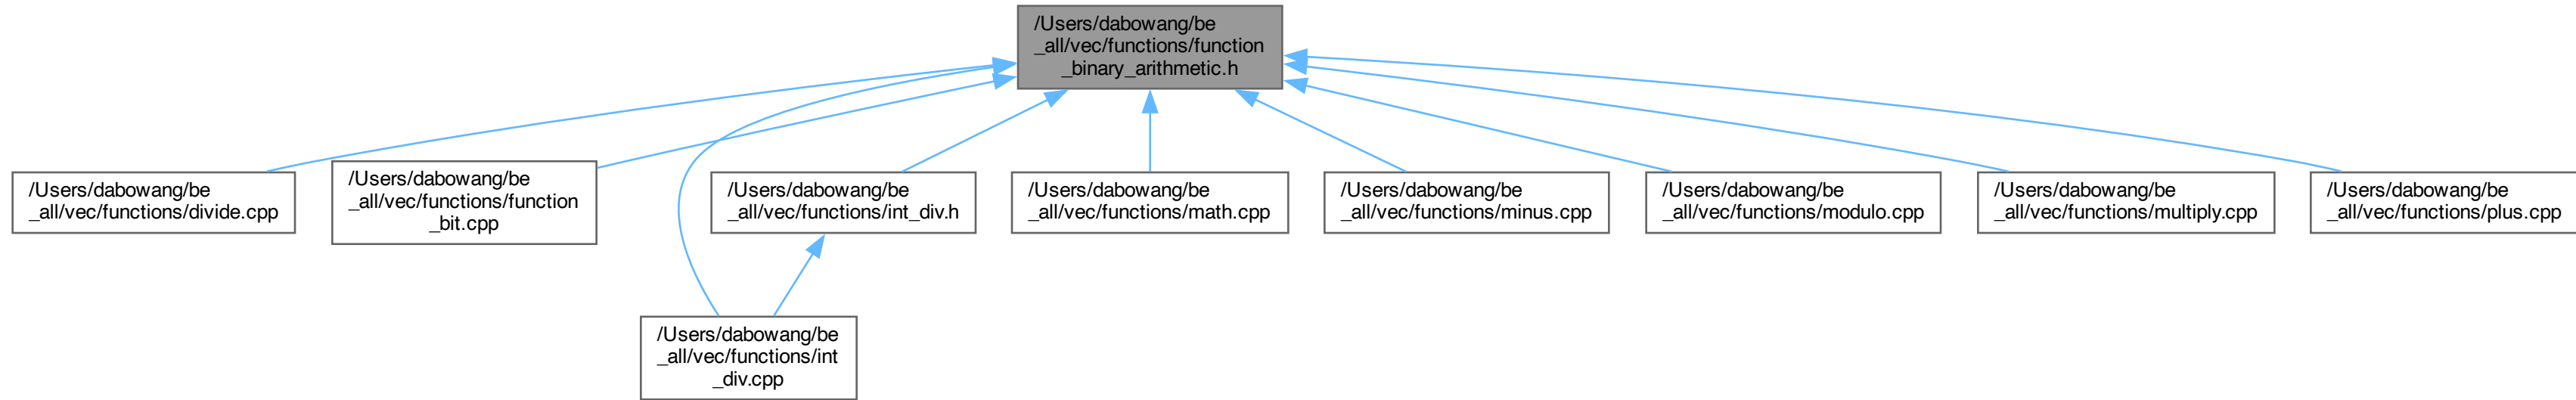 /Users/dabowang/be
_all/vec/functions/function
_binary_arithmetic.h
/Users/dabowang/be
_all/vec/functions/divide.cpp
/Users/dabowang/be
_all/vec/functions/function
_bit.cpp
/Users/dabowang/be
_all/vec/functions/int_div.h
/Users/dabowang/be
_all/vec/functions/math.cpp
/Users/dabowang/be
_all/vec/functions/minus.cpp
/Users/dabowang/be
_all/vec/functions/modulo.cpp
/Users/dabowang/be
_all/vec/functions/multiply.cpp
/Users/dabowang/be
_all/vec/functions/plus.cpp
/Users/dabowang/be
_all/vec/functions/int
_div.cpp